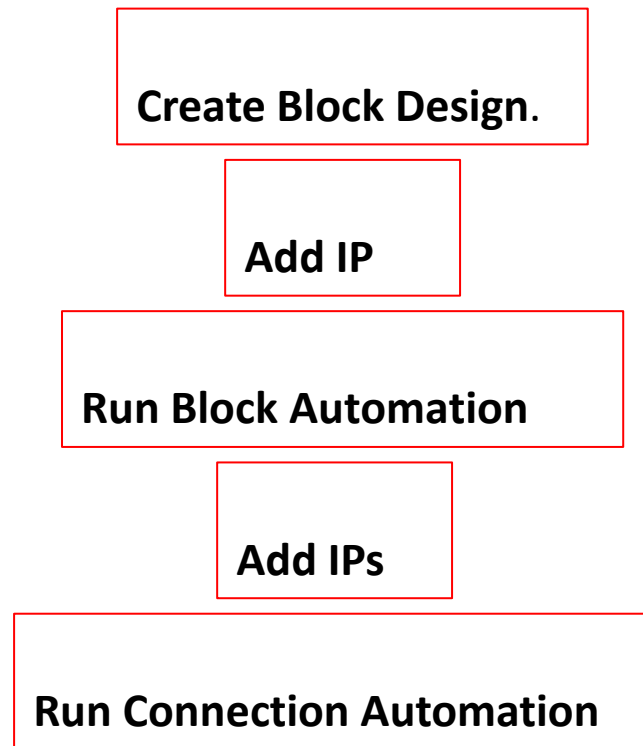 Create Block Design.
Add IP
Run Block Automation
Add IPs
Run Connection Automation